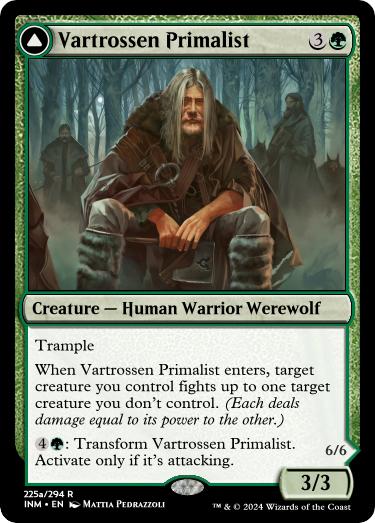 Vartrossen Primalist 3
Creature — Human Warrior Werewolf
Trample
When Vartrossen Primalist enters, target
creature you control fights up to one target
creature you don't control. (Each deals
damage equal to its power to the other.)
4 : Transform Vartrossen Primalist.
Activate only if it's attacking.
6/6
3/3
225a/294 R
INM • EN Mattia Pedrazzoli
™ & © 2024 Wizards of the Coast